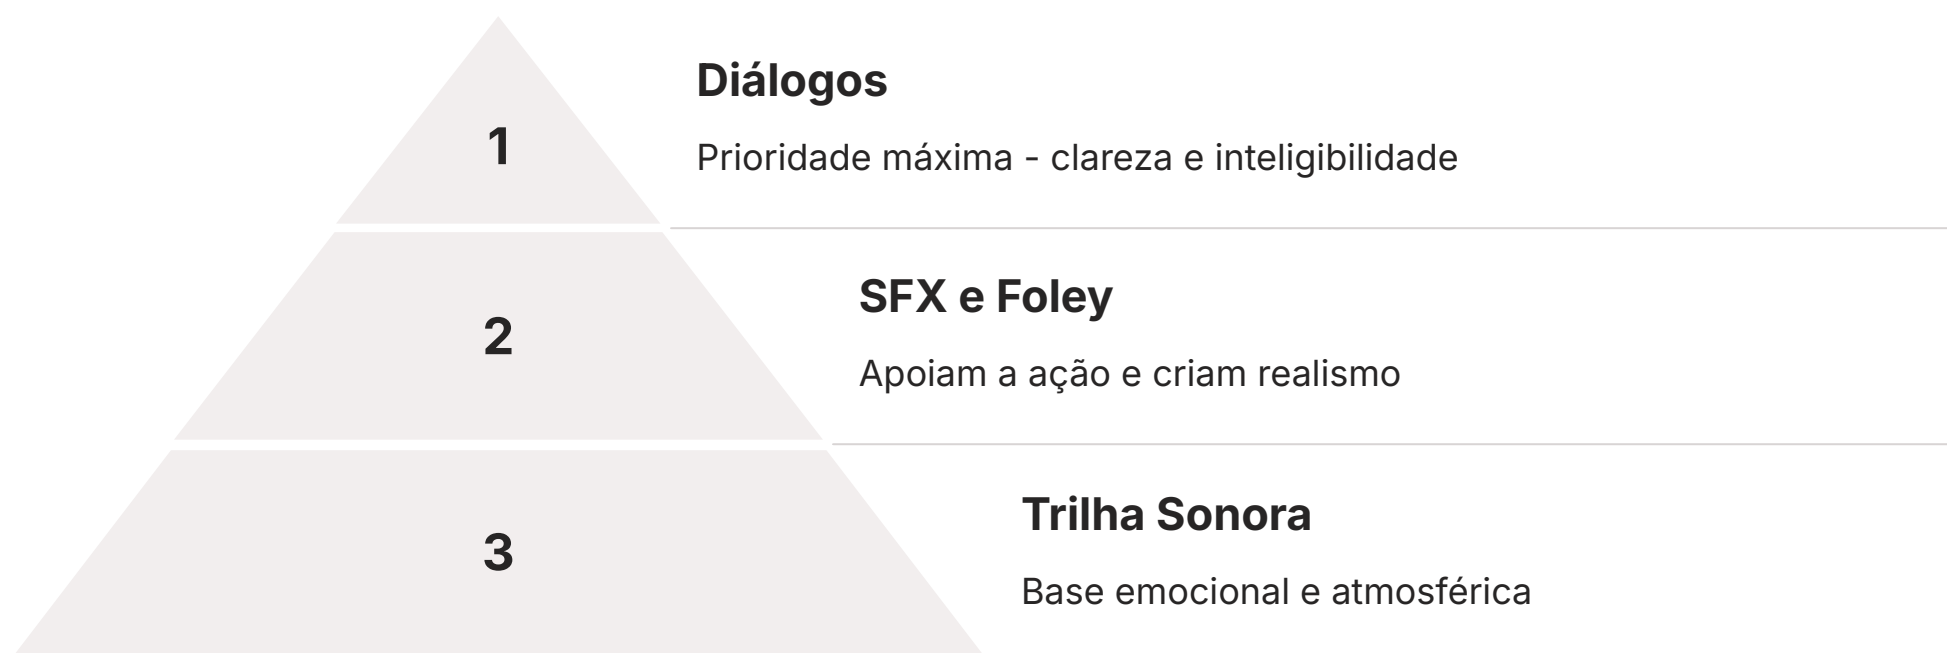 1
Diálogos
Prioridade máxima - clareza e inteligibilidade
2
SFX e Foley
Apoiam a ação e criam realismo
3
Trilha Sonora
Base emocional e atmosférica